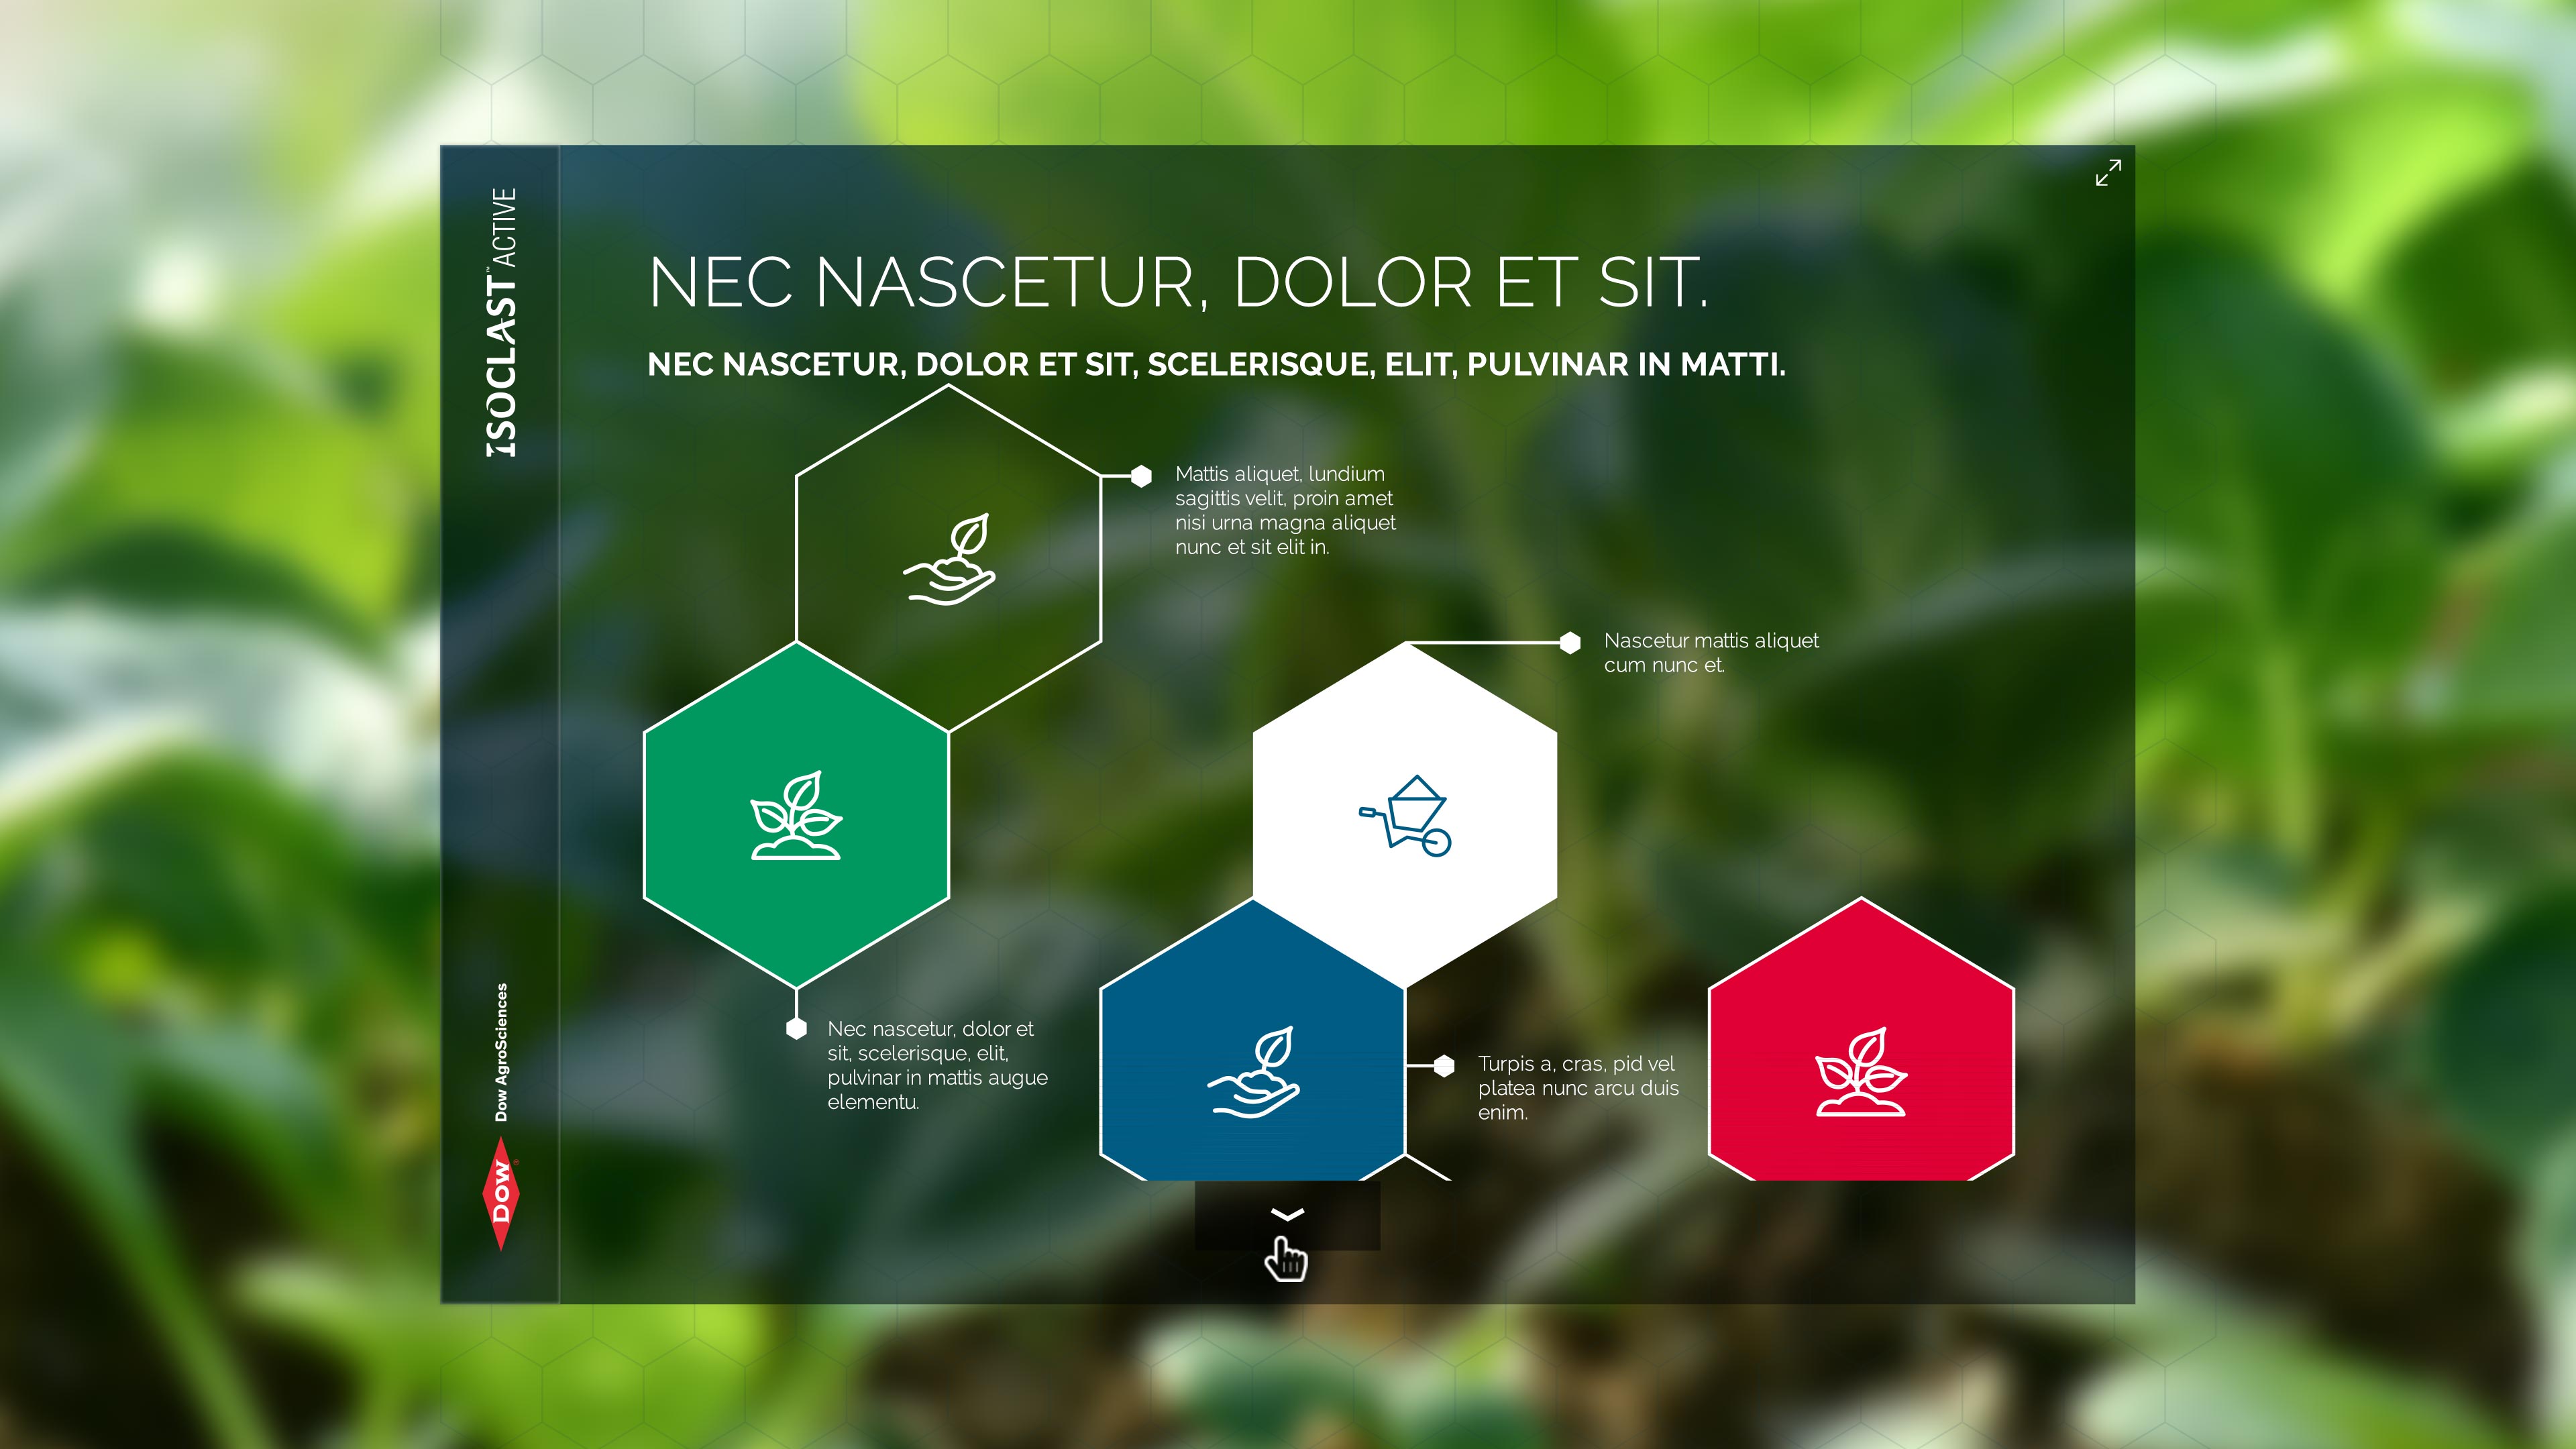 ISOCLAST™ ACTIVE
NEC NASCETUR, DOLOR ET SIT.
NEC NASCETUR, DOLOR ET SIT, SCELERISQUE, ELIT, PULVINAR IN MATTI.
Mattis aliquet, lundium
sagittis velit, proin amet
nisi urna magna aliquet
nunc et sit elit in.
Nascetur mattis aliquet
cum nunc et.
Nec nascetur, dolor et
sit, scelerisque, elit,
pulvinar in mattis augue
elementu.
Turpis a, cras, pid vel
platea nunc arcu duis
enim.
Dow AgroSciences
DOW®